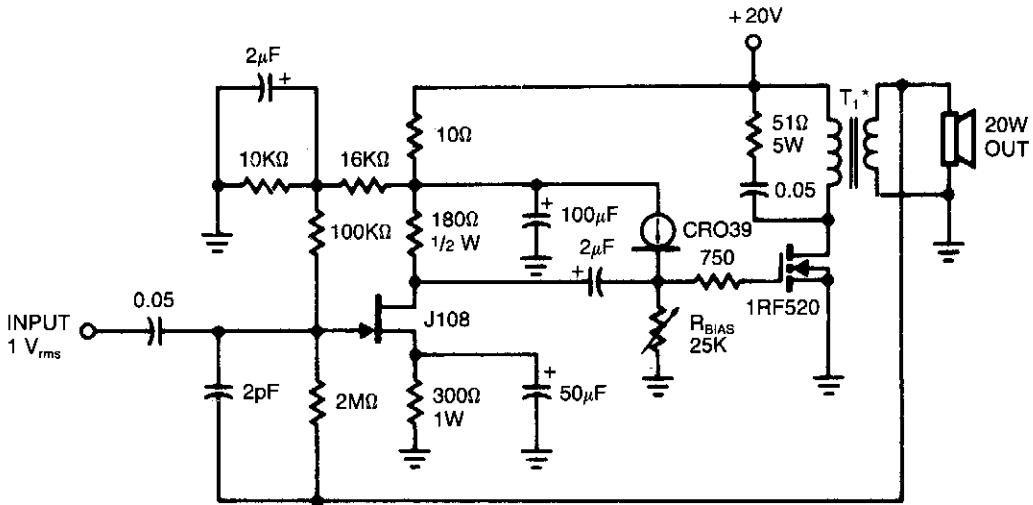 +20V
2μF
+
T₁*
10Ω
51Ω
5W
20W
OUT
10KΩ
16KΩ
0.05
+
100μF
180Ω
1/2 W
CRO39
100KΩ
2μF
+
750
1RF520
0.05
INPUT
1 Vrms
J108
RBIAS
25K
+
2pF
2MΩ
300Ω
1W
50μF